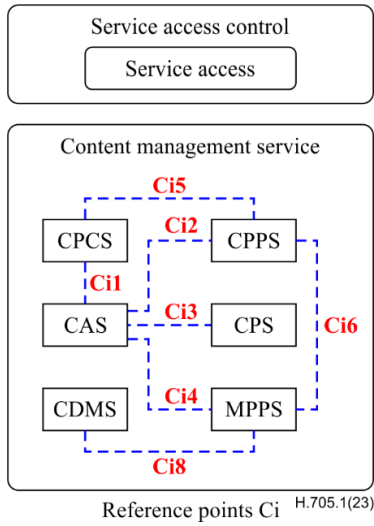 Service access control
Service access
Content management service
Ci5
CPCS
Ci2
CPPS
Ci1
CAS
Ci3
CPS
Ci6
CDMS
Ci4
MPPS
Ci8
Reference points Ci
H.705.1(23)